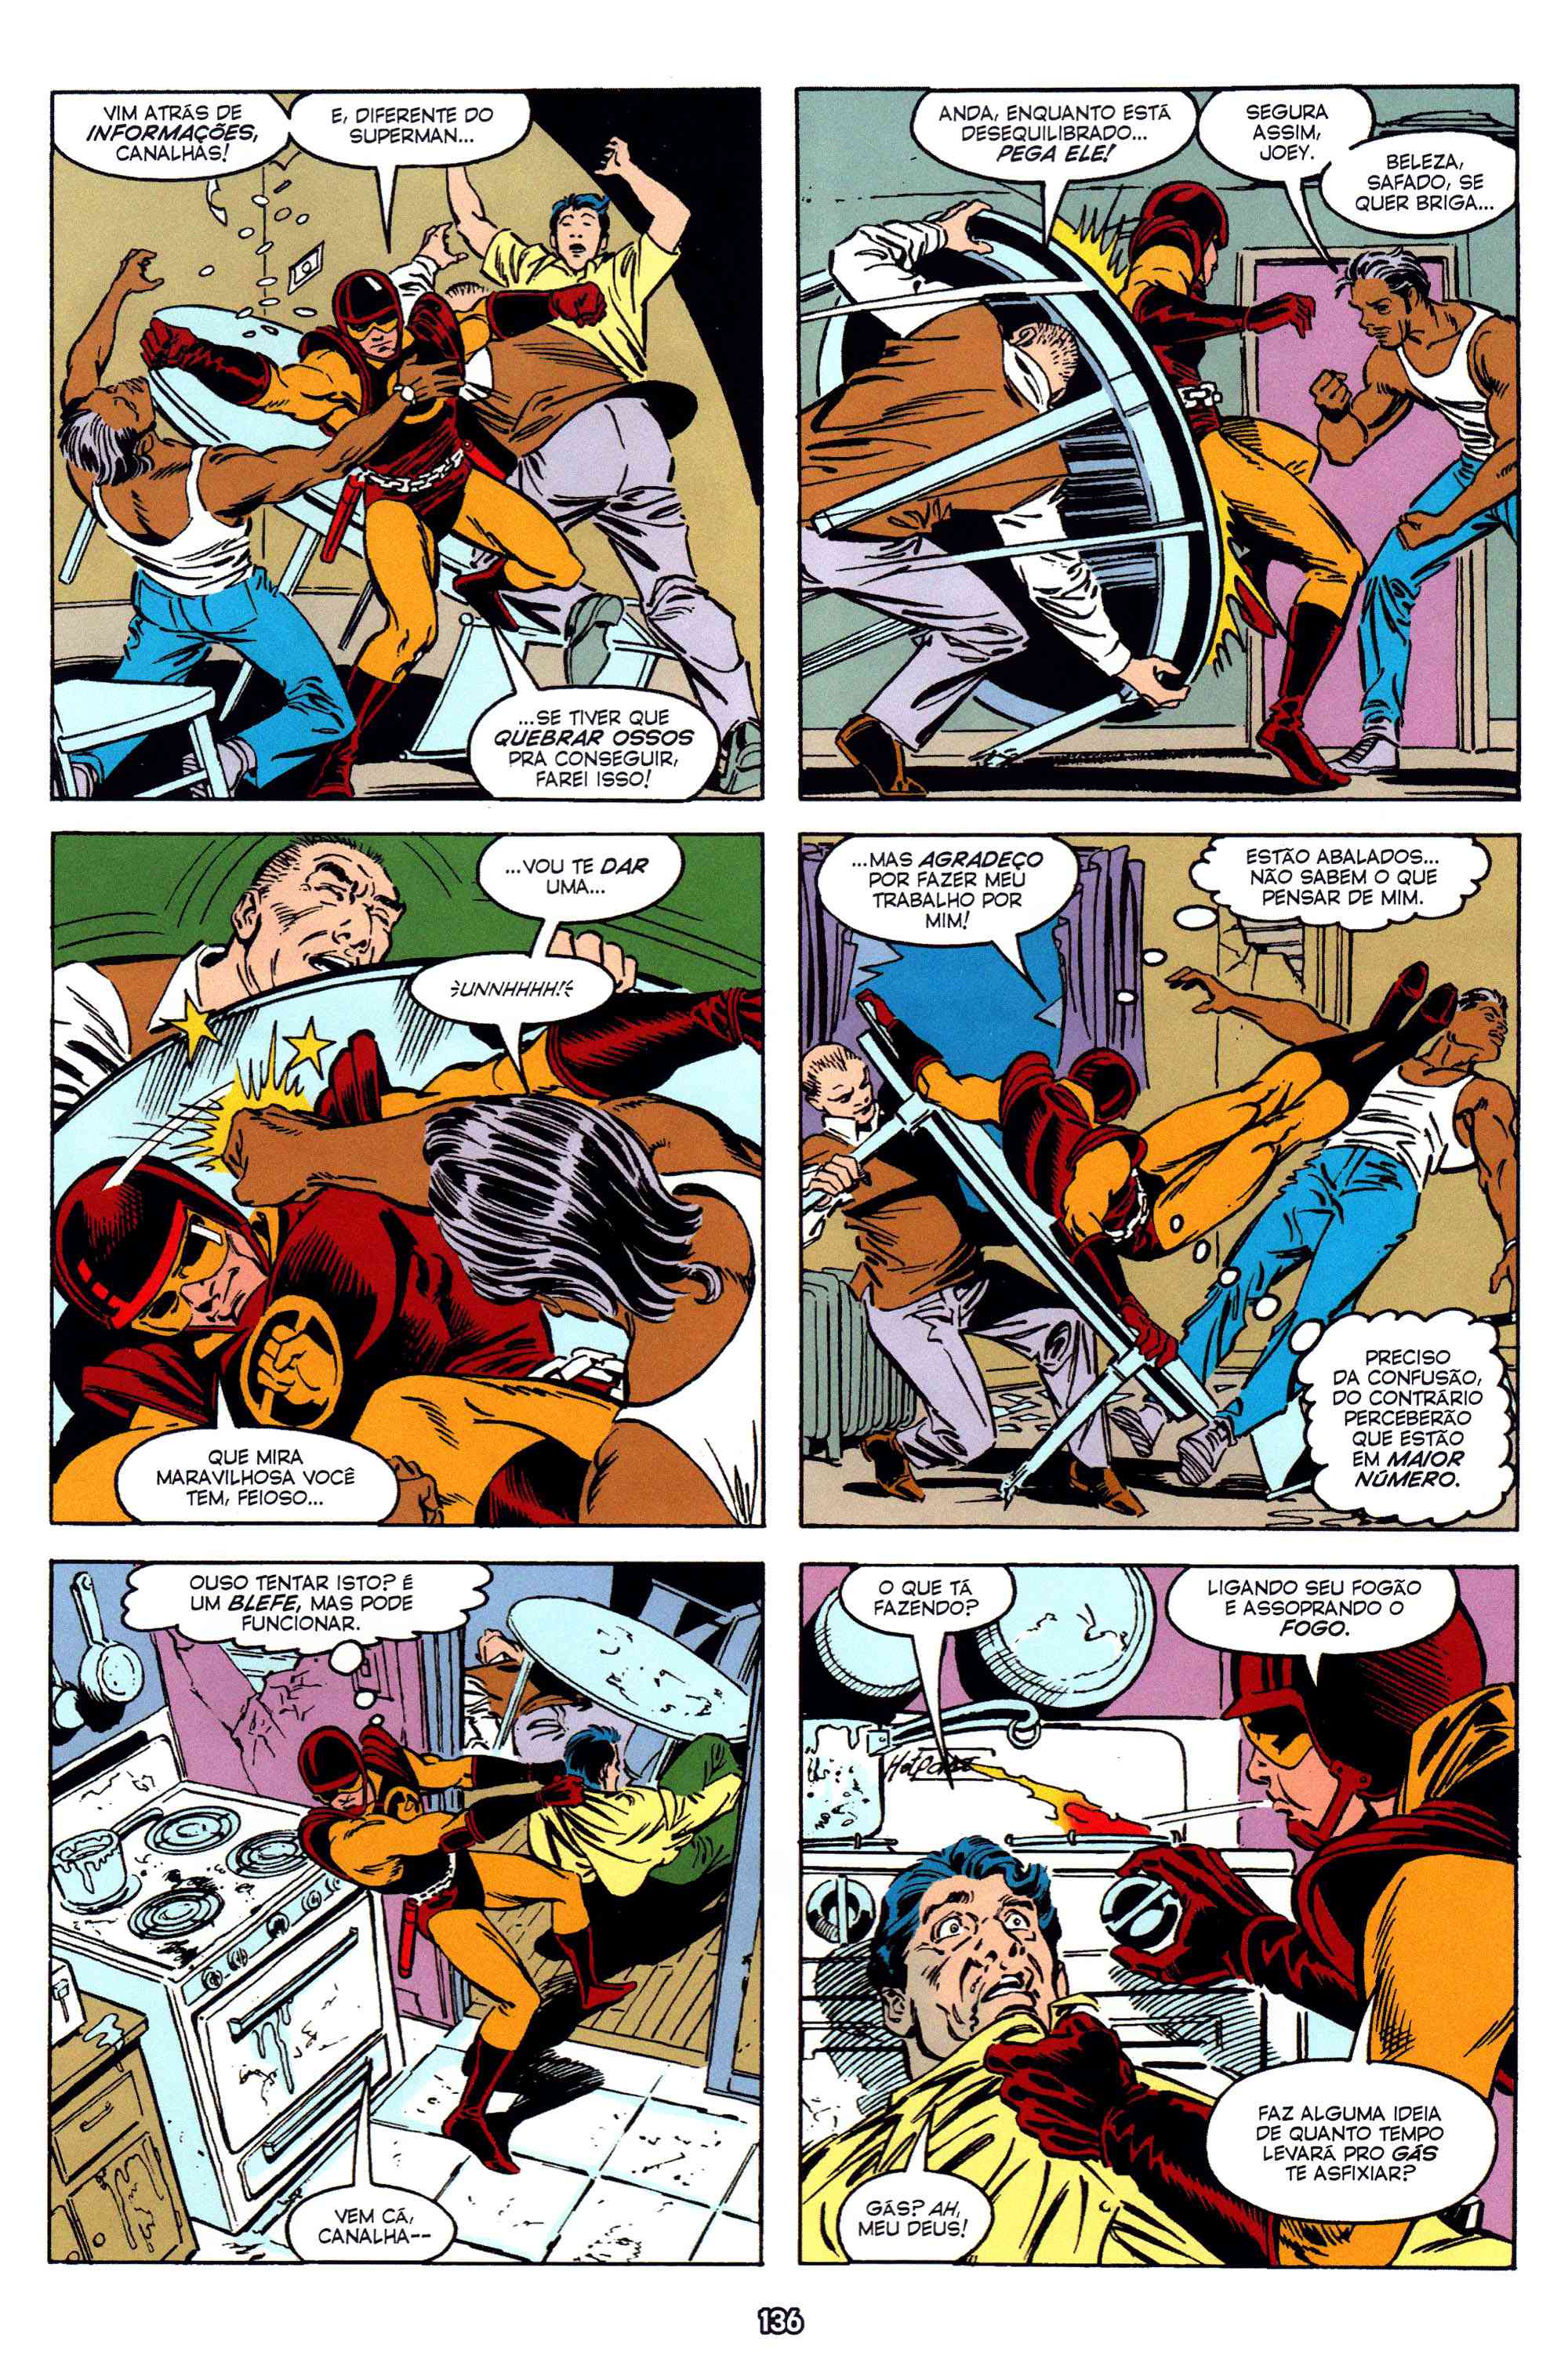 VIM ATRÁS DE
INFORMAÇÕES,
CANALHAS!
E, DIFERENTE DO
SUPERMAN...
...SE TIVER QUE
QUEBRAR OSSOS
PRA CONSEGUIR,
FAREI ISSO!
ANDA, ENQUANTO ESTÁ
DESEQUILIBRADO...
PEGA ELE!
SEGURA
ASSIM,
JOEY.
BELEZA,
SAFADO, SE
QUER BRIGA...
...VOU TE DAR
UMA...
UNNHHHH!
QUE MIRA
MARAVILHOSA VOCÊ
TEM, FEIOSO...
...MAS AGRADEÇO
POR FAZER MEU
TRABALHO POR
MIM!
ESTÃO ABALADOS...
NÃO SABEM O QUE
PENSAR DE MIM.
PRECISO
DA CONFUSÃO,
DO CONTRÁRIO
PERCEBERÃO
QUE ESTÃO
EM MAIOR
NÚMERO.
OUSO TENTAR ISTO? É
UM BLEFE, MAS PODE
FUNCIONAR.
VEM CÁ,
CANALHA--
O QUE TÁ
FAZENDO?
LIGANDO SEU FOGÃO
E ASSOPRANDO O
FOGO.
FAZ ALGUMA IDEIA
DE QUANTO TEMPO
LEVARÁ PRO GÁS
TE ASFIXIAR?
GÁS? AH,
MEU DEUS!
136